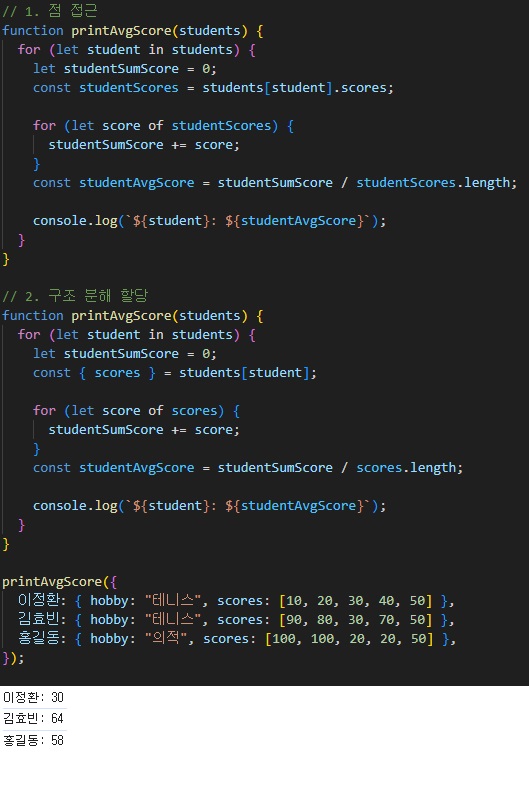 // 1. 점 접근
function printAvgScore(students) {
  for (let student in students) {
    let studentSumScore = 0;
    const studentScores = students[student].scores;

    for (let score of studentScores) {
      studentSumScore += score;
    }
    const studentAvgScore = studentSumScore / studentScores.length;

    console.log(`${student}: ${studentAvgScore}`);
  }
}

// 2. 구조 분해 할당
function printAvgScore(students) {
  for (let student in students) {
    let studentSumScore = 0;
    const { scores } = students[student];

    for (let score of scores) {
      studentSumScore += score;
    }
    const studentAvgScore = studentSumScore / scores.length;

    console.log(`${student}: ${studentAvgScore}`);
  }
}

printAvgScore({
  이정환: { hobby: "테니스", scores: [10, 20, 30, 40, 50] },
  김효빈: { hobby: "테니스", scores: [90, 80, 30, 70, 50] },
  홍길동: { hobby: "의적", scores: [100, 100, 20, 20, 50] },
});
이정환: 30
김효빈: 64
홍길동: 58